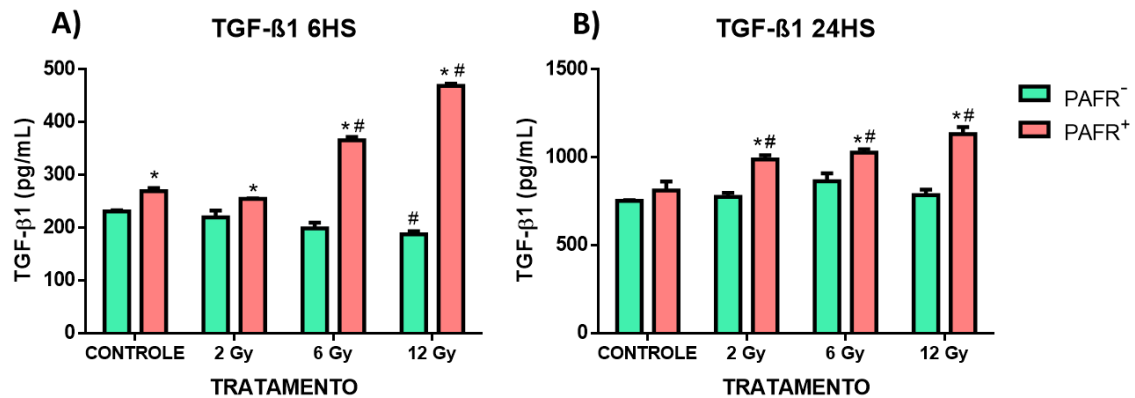 A)
TGF-ß1 6HS
TGF-β1 (pg/mL)
500
400
300
200
100
0
*
*
*#
#
*#
CONTROLE
2 Gy
6 Gy
12 Gy
TRATAMENTO
B)
TGF-ß1 24HS
TGF-β1 (pg/mL)
1500
1000
500
0
*#
*#
*#
CONTROLE
2 Gy
6 Gy
12 Gy
TRATAMENTO
PAFR⁻
PAFR⁺